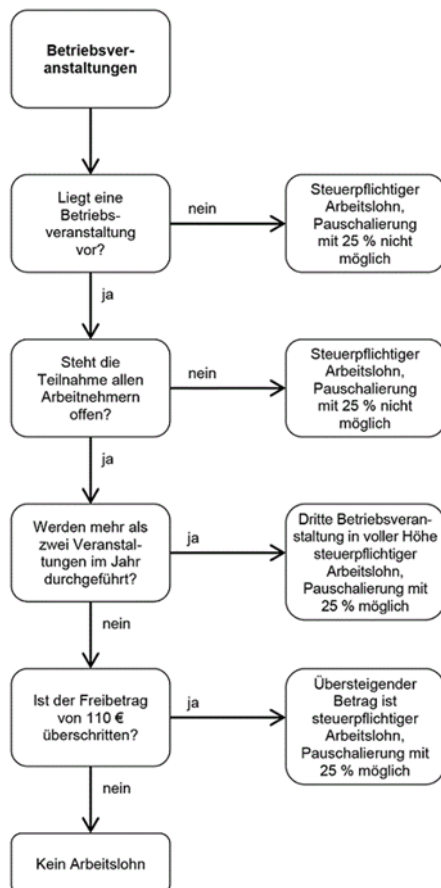 Betriebsver-
anstaltungen
Liegt eine
Betriebs-
veranstaltung
vor?
nein
Steuerpflichtiger
Arbeitslohn,
Pauschalierung
mit 25 % nicht
möglich
ja
Steht die
Teilnahme allen
Arbeitnehmern
offen?
nein
Steuerpflichtiger
Arbeitslohn,
Pauschalierung
mit 25 % nicht
möglich
ja
Werden mehr als
zwei Veranstal-
tungen im Jahr
durchgeführt?
ja
Dritte Betriebsveran-
staltung in voller Höhe
steuerpflichtiger
Arbeitslohn,
Pauschalierung mit
25 % möglich
nein
Ist der Freibetrag
von 110 €
überschritten?
ja
Übersteigender
Betrag ist
steuerpflichtiger
Arbeitslohn,
Pauschalierung mit
25 % möglich
nein
Kein Arbeitslohn